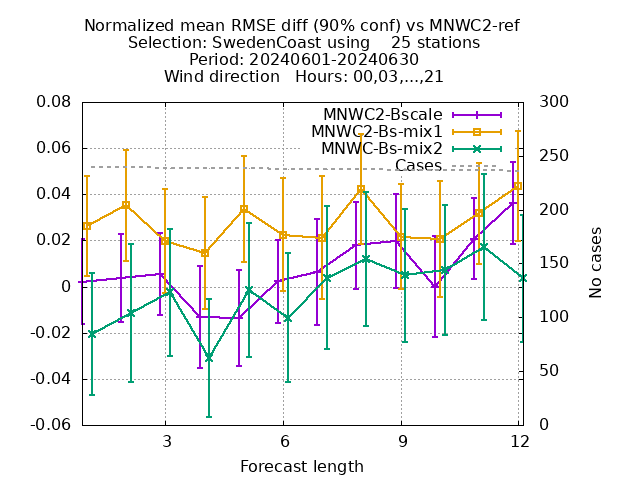 Normalized mean RMSE diff (90% conf) vs MNWC2-ref
Selection: SwedenCoast using 25 stations
Period: 20240601-20240630
Wind direction Hours: 00,03,...,21
MNWC2-Bscale
MNWC2-Bs-mix1
MNWC-Bs-mix2
Cases
0.08
0.06
0.04
0.02
0
-0.02
-0.04
-0.06
300
250
200
150
100
50
0
No cases
3 6 9 12
Forecast length